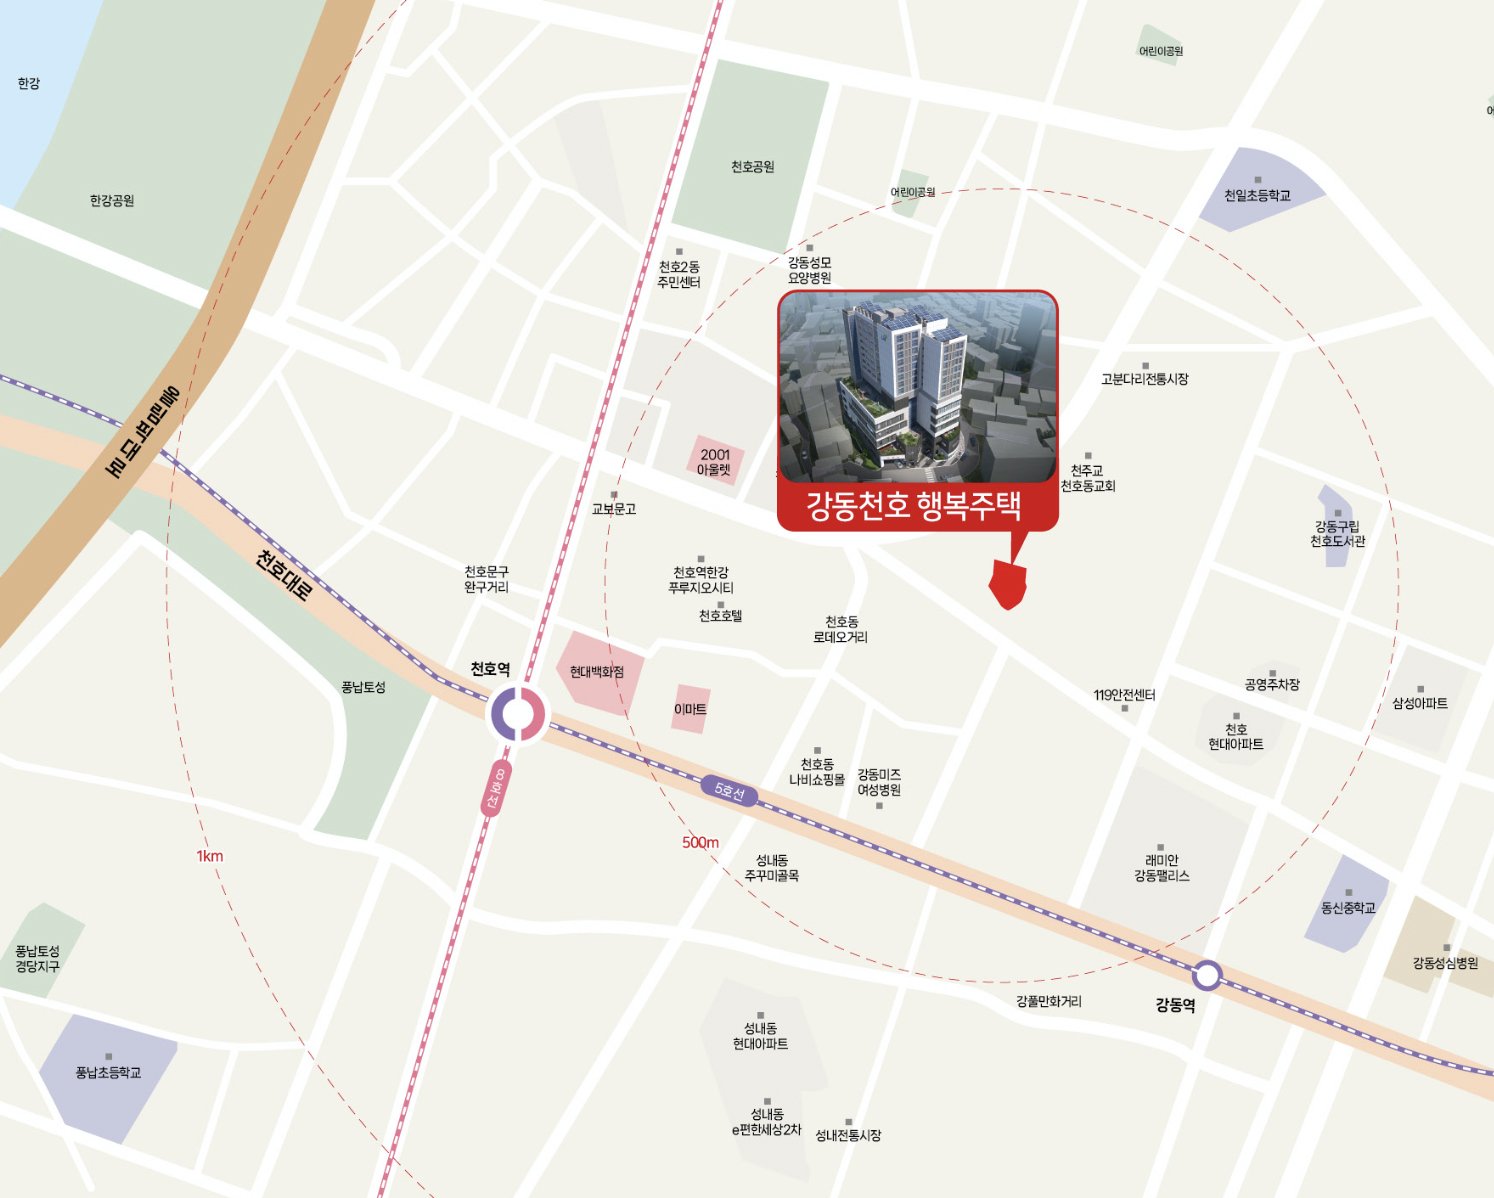 어린이공원
한강
어
천호공원
천일초등학교
한강공원
어린이공원
천호2동
주민센터
강동성모
요양병원
고분다리전통시장
올림픽대로
2001
아울렛
천주교
천호동교회
강동천호 행복주택
교보문고
강동구립
천호도서관
천호대로
천호문구
완구거리
천호역한강
푸루지오시티
천호호텔
천호동
로데오거리
천호역
현대백화점
풍납토성
공영주차장
119안전센터
삼성아파트
이마트
천호
현대아파트
8호선
천호동
나비쇼핑몰
강동미즈
여성병원
5호선
500m
1km
성내동
주꾸미골목
래미안
강동팰리스
동신중학교
풍납토성
경당지구
강동성심병원
강풀만화거리
강동역
성내동
현대아파트
풍납초등학교
성내동
e편한세상2차
성내전통시장